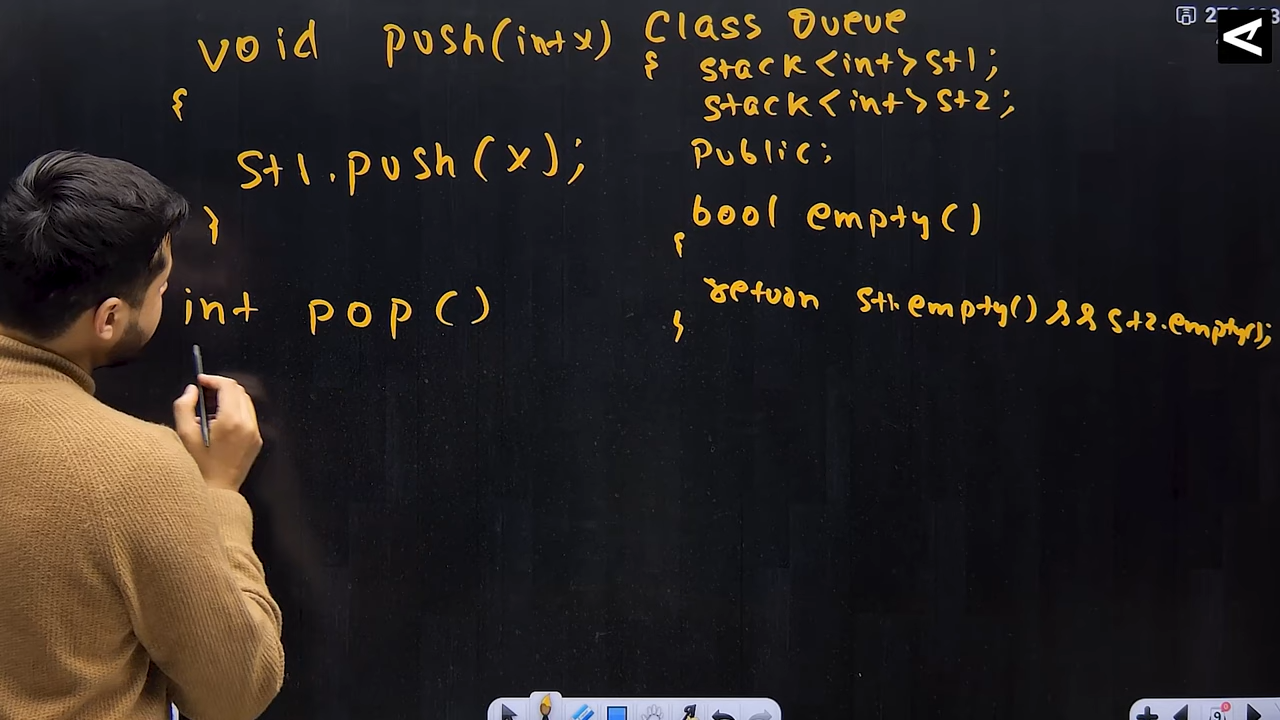 void push(int x)
{
st1.push(x);
}
int pop()
Class Queue
{ stack<int>st1;
stack<int>st2;
Public:
bool empty()
{
return st1.empty() && st2.empty();
}